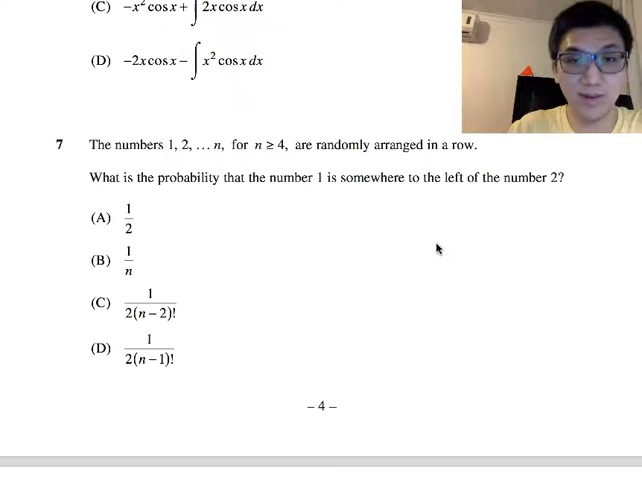 (C) −x² cos x + ∫ 2x cos x dx
(D) −2x cos x − ∫ x² cos x dx
7 The numbers 1, 2, … n, for n ≥ 4, are randomly arranged in a row.
What is the probability that the number 1 is somewhere to the left of the number 2?
(A) 1/2
(B) 1/n
(C) 1/(2(n − 2)!)
(D) 1/(2(n − 1)!)
– 4 –